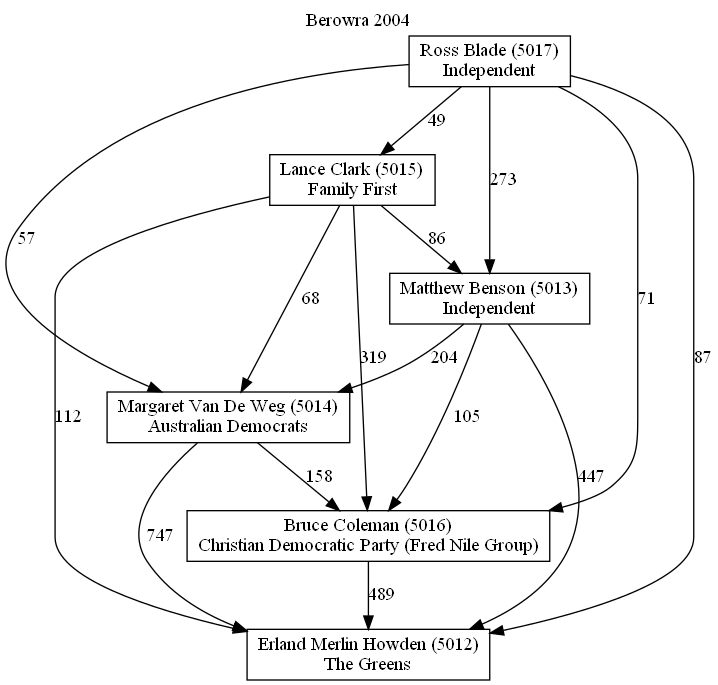 Berowra 2004
Ross Blade (5017)
Independent
49
Lance Clark (5015)
Family First
273
57
86
Matthew Benson (5013)
Independent
68
71
319
204
87
Margaret Van De Weg (5014)
Australian Democrats
112
105
158
447
Bruce Coleman (5016)
Christian Democratic Party (Fred Nile Group)
747
489
Erland Merlin Howden (5012)
The Greens